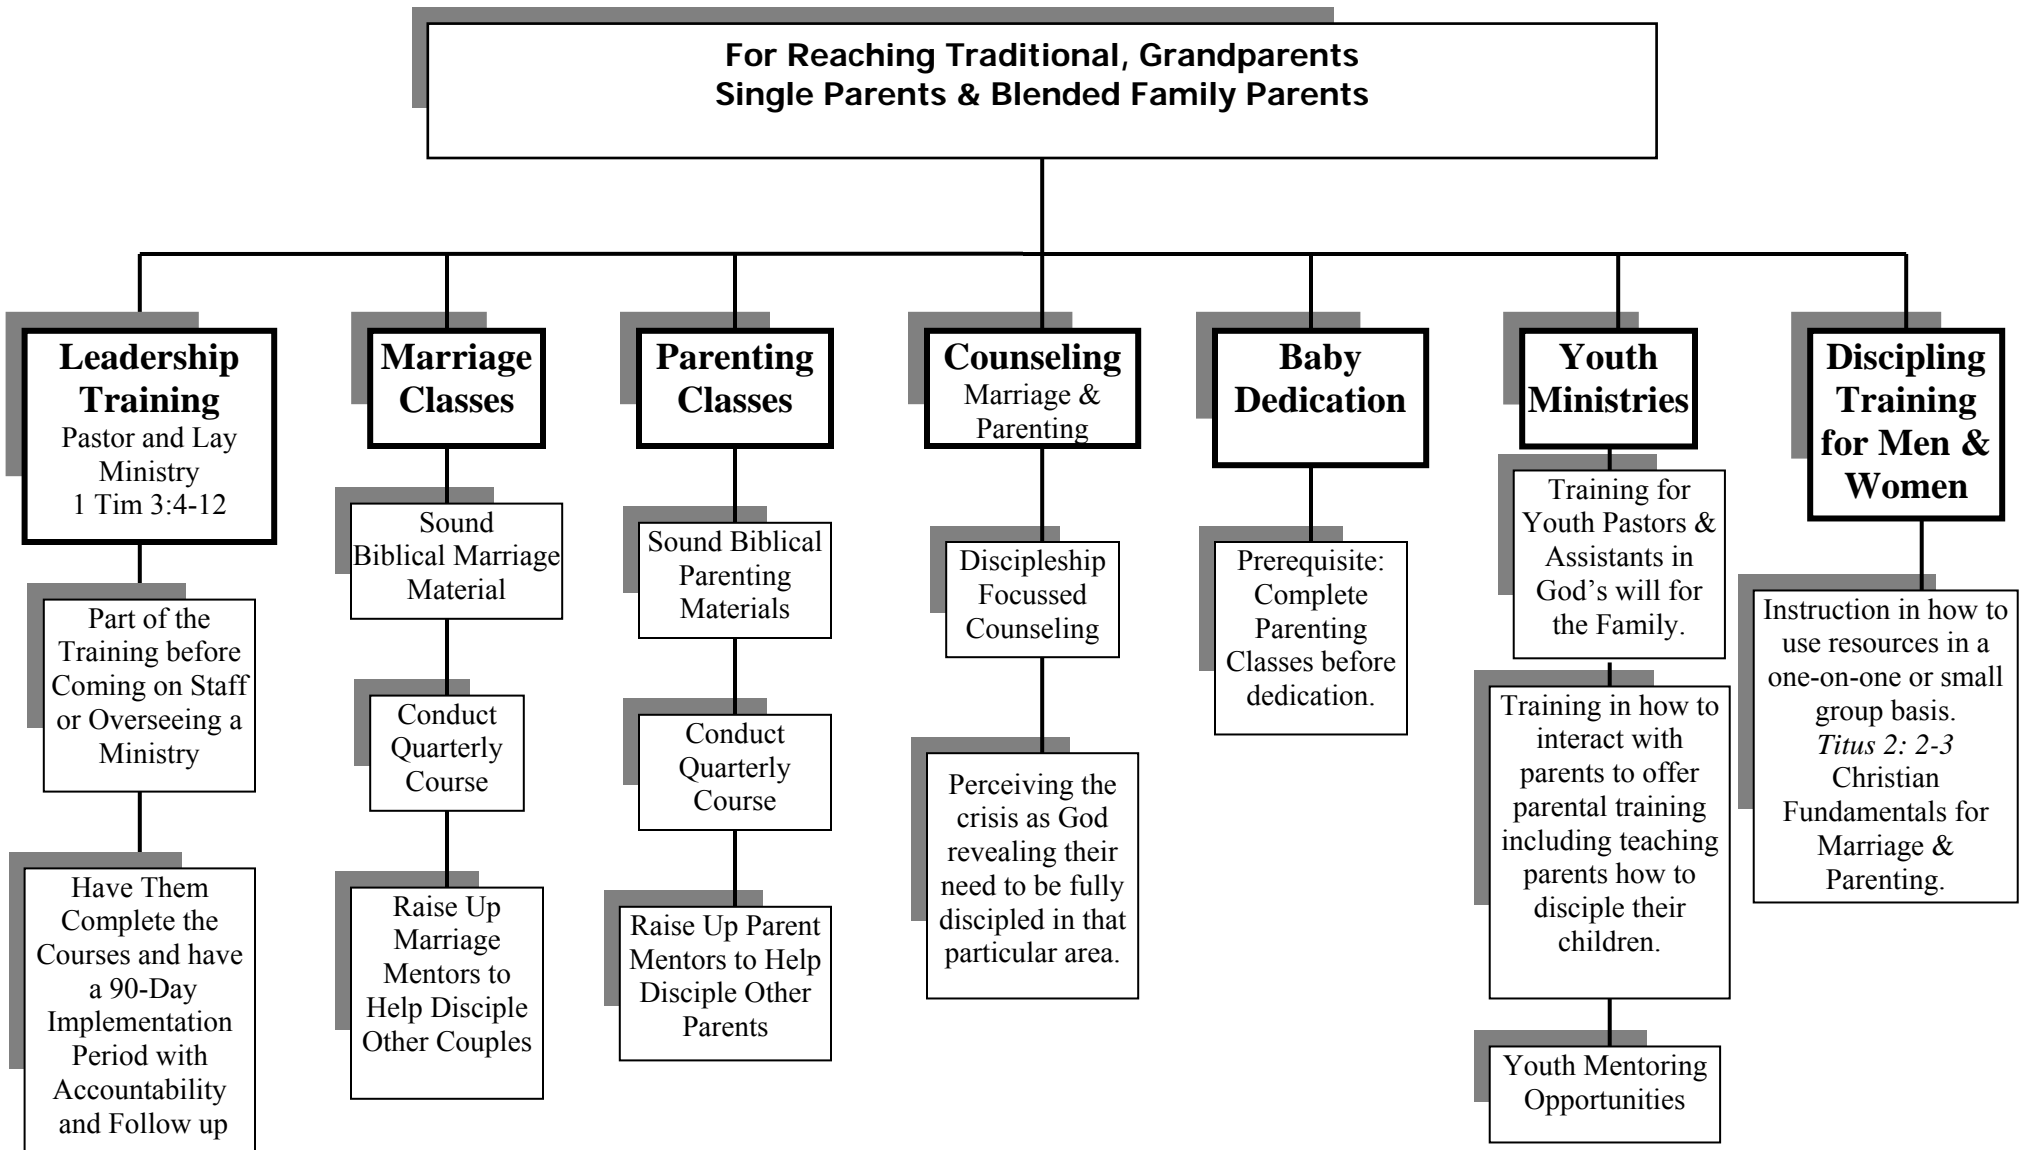 For Reaching Traditional, Grandparents
Single Parents & Blended Family Parents
Leadership
Training
Pastor and Lay
Ministry
1 Tim 3:4-12
Part of the
Training before
Coming on Staff
or Overseeing a
Ministry
Have Them
Complete the
Courses and have
a 90-Day
Implementation
Period with
Accountability
and Follow up
Marriage
Classes
Sound
Biblical Marriage
Material
Conduct
Quarterly
Course
Raise Up
Marriage
Mentors to
Help Disciple
Other Couples
Parenting
Classes
Sound Biblical
Parenting
Materials
Conduct
Quarterly
Course
Raise Up Parent
Mentors to Help
Disciple Other
Parents
Counseling
Marriage &
Parenting
Discipleship
Focussed
Counseling
Perceiving the
crisis as God
revealing their
need to be fully
discipled in that
particular area.
Baby
Dedication
Prerequisite:
Complete
Parenting
Classes before
dedication.
Youth
Ministries
Training for
Youth Pastors &
Assistants in
God’s will for
the Family.
Training in how to
interact with
parents to offer
parental training
including teaching
parents how to
disciple their
children.
Youth Mentoring
Opportunities
Discipling
Training
for Men &
Women
Instruction in how to
use resources in a
one-on-one or small
group basis.
Titus 2: 2-3
Christian
Fundamentals for
Marriage &
Parenting.